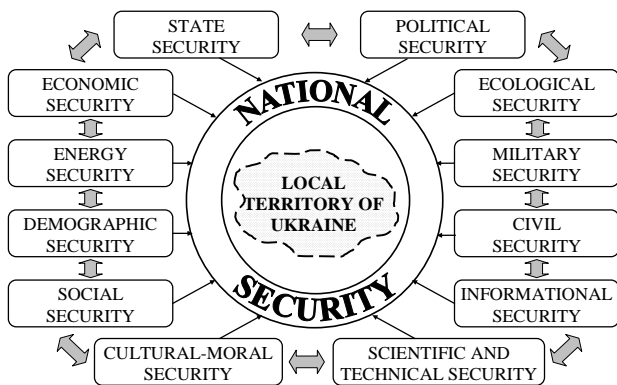 STATE
SECURITY
POLITICAL
SECURITY
ECONOMIC
SECURITY
ECOLOGICAL
SECURITY
NATIONAL
ENERGY
SECURITY
MILITARY
SECURITY
LOCAL
TERRITORY OF
UKRAINE
DEMOGRAPHIC
SECURITY
CIVIL
SECURITY
SOCIAL
SECURITY
SECURITY
INFORMATIONAL
SECURITY
CULTURAL-MORAL
SECURITY
SCIENTIFIC AND
TECHNICAL SECURITY